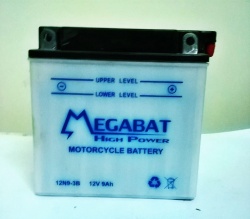 UPPER LEVEL
LOWER LEVEL
MEGABAT
HIGH POWER
MOTORCYCLE BATTERY
12N9-3B 12V 9Ah